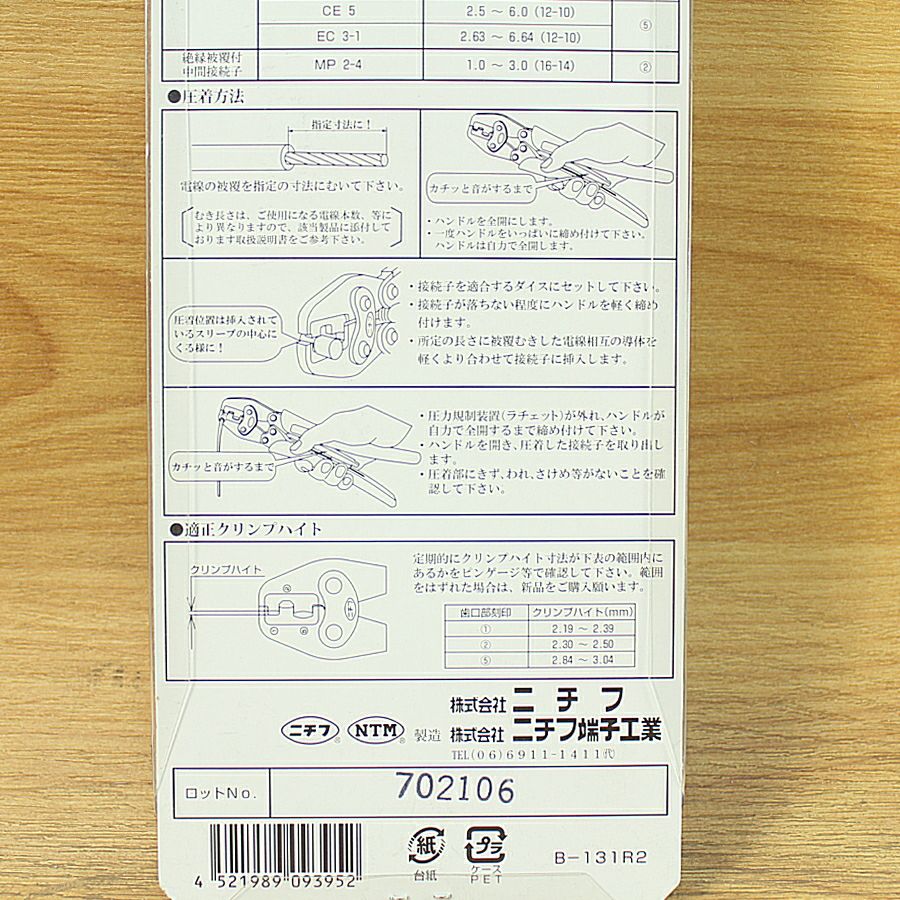 CE 5 2.5 ～ 6.0 (12-10) ⑤
EC 3-1 2.63 ～ 6.64 (12-10)
絶縁被覆付
中間接続子 MP 2-4 1.0 ～ 3.0 (16-14) ②
●圧着方法
指定寸法に！
電線の被覆を指定の寸法にむいて下さい。
むき長さは、ご使用になる電線本数、等に
より異なりますので、該当製品に添付して
おります取扱説明書をご参考下さい。
カチッと音がするまで
・ハンドルを全開にします。
・一度ハンドルをいっぱいに締め付けて下さい。
ハンドルは自力で全開します。
圧着位置は挿入されて
いるスリーブの中心に
くる様に！
・接続子を適合するダイスにセットして下さい。
・接続子が落ちない程度にハンドルを軽く締め
付けます。
・所定の長さに被覆むきした電線相互の導体を
軽くより合わせて接続子に挿入します。
カチッと音がするまで
・圧力規制装置(ラチェット)が外れ、ハンドルが
自力で全開するまで締め付けて下さい。
・ハンドルを開き、圧着した接続子を取り出し
ます。
・圧着部にきず、われ、さけめ等がないことを確
認して下さい。
●適正クリンプハイト
クリンプハイト
定期的にクリンプハイト寸法が下表の範囲内に
あるかをピンゲージ等で確認して下さい。範囲
をはずれた場合は、新品をご購入願います。
歯口部刻印 クリンプハイト(mm)
① 2.19 ～ 2.39
② 2.30 ～ 2.50
⑤ 2.84 ～ 3.04
株式会社 ニチフ
ニチフ® NTM® 製造 株式会社 ニチフ端子工業
TEL(06)6911-1411㈹
ロットNo. 702106
4 521989 093952
紙
台紙
プラ
ケース
PET
B-131R2